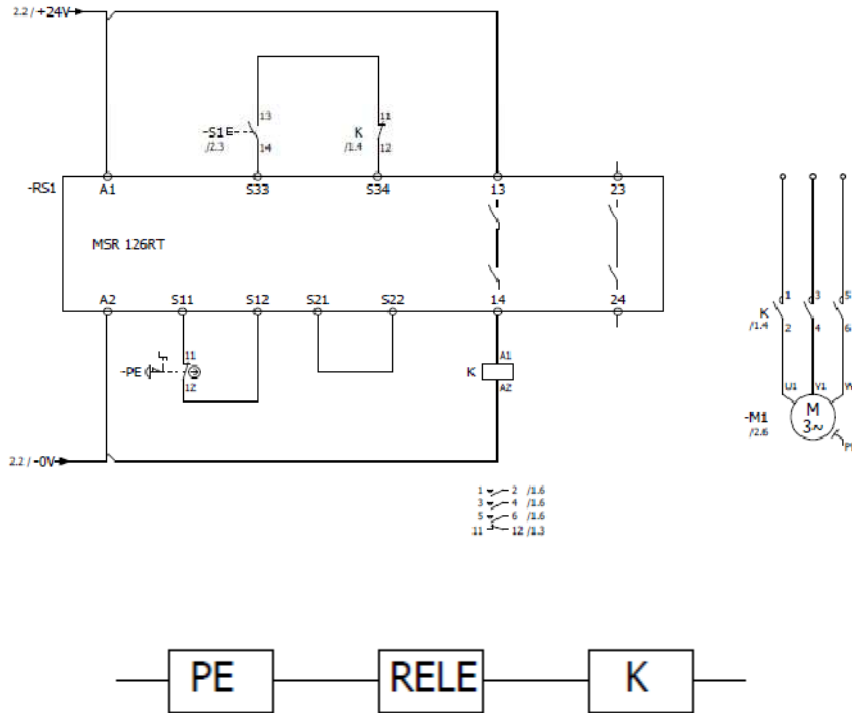 2.2 / +24V
13
11
-S1
K
/2.3
14
/1.4
12
-RS1
A1
S33
S34
13
23
MSR 126RT
A2
S11
S12
S21
S22
14
24
1
3
5
K
/1.4
2
4
6
11
A1
-PE
K
12
A2
U1
V1
W
-M1
M
/2.6
3~
2.2 / -0V
1 2 /1.6
3 4 /1.6
5 6 /1.6
11 12 /1.3
PE
RELE
K